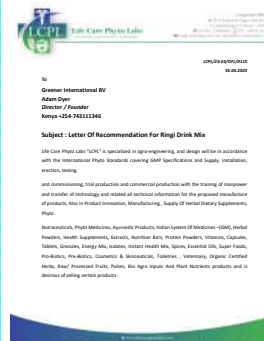 LCPL
Life Care Phyto Labs
LCPL/23-24/OPL/0110
18.04.2023
To
Greener International BV
Adam Dyer
Director / Founder
Kenya +254-743111346
Subject : Letter Of Recommendation For Ringi Drink Mix
Life Care Phyto Labs "LCPL" is specialized in agro-engineering, and design will be in accordance
with the International Phyto Standards covering GMP Specifications and Supply, installation,
erection, testing
and commissioning, trial production and commercial production with the training of manpower
and transfer of technology and related all technical information for the proposed manufacture
of products, Also in Product Innovation, Manufacturing , Supply Of Herbal Dietary Supplements,
Phyto
Nutraceuticals, Phyto Medicines, Ayurvedic Products, Indian System Of Medicines -(ISM), Herbal
Powders, Health Supplements, Extracts, Nutrition Bars, Protein Powders, Vitamins, Capsules,
Tablets, Granules, Energy Mix, Isolates, Instant Health Mix, Spices, Essential Oils, Super Foods,
Pro-Biotics, Pre-Biotics, Cosmetics & Skinceuticals, Toiletries , Veterinary, Organic Certified
Herbs, Raw/ Processed Fruits, Pulses, Bio Agro Inputs And Plant Nutrients products and is
desirous of selling certain products